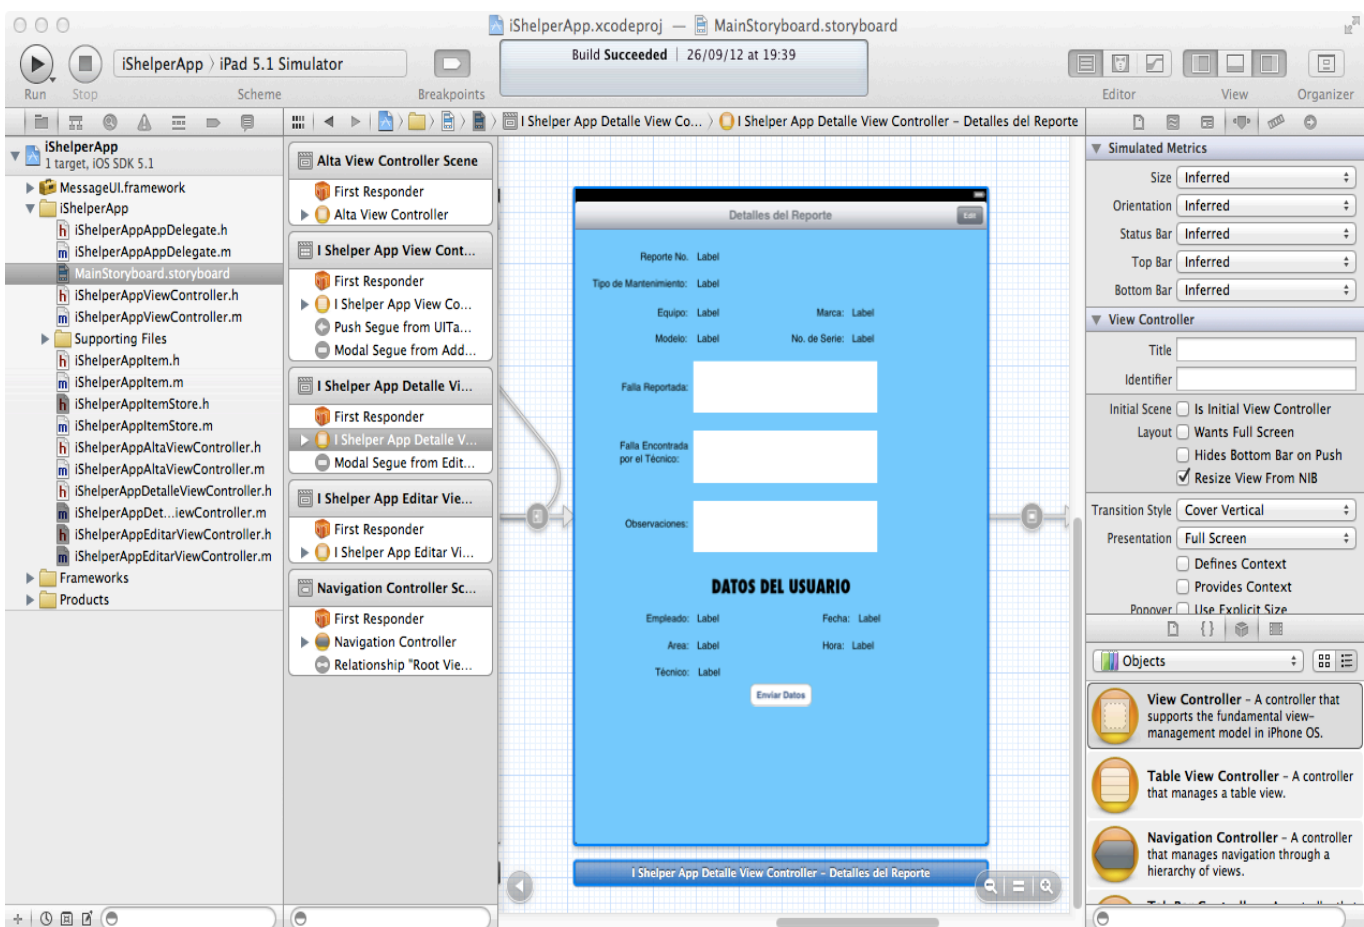 iShelperApp.xcodeproj — MainStoryboard.storyboard
iShelperApp 〉 iPad 5.1 Simulator
Build Succeeded | 26/09/12 at 19:39
Run Stop Scheme Breakpoints
Editor View Organizer
I Shelper App Detalle View Co... 〉 I Shelper App Detalle View Controller – Detalles del Reporte
iShelperApp
1 target, iOS SDK 5.1
MessageUI.framework
iShelperApp
iShelperAppAppDelegate.h
iShelperAppAppDelegate.m
MainStoryboard.storyboard
iShelperAppViewController.h
iShelperAppViewController.m
Supporting Files
iShelperAppItem.h
iShelperAppItem.m
iShelperAppItemStore.h
iShelperAppItemStore.m
iShelperAppAltaViewController.h
iShelperAppAltaViewController.m
iShelperAppDetalleViewController.h
iShelperAppDet...iewController.m
iShelperAppEditarViewController.h
iShelperAppEditarViewController.m
Frameworks
Products
Alta View Controller Scene
First Responder
Alta View Controller
I Shelper App View Cont...
First Responder
I Shelper App View Co...
Push Segue from UITa...
Modal Segue from Add...
I Shelper App Detalle Vi...
First Responder
I Shelper App Detalle V...
Modal Segue from Edit...
I Shelper App Editar Vie...
First Responder
I Shelper App Editar Vi...
Navigation Controller Sc...
First Responder
Navigation Controller
Relationship "Root Vie...
Detalles del Reporte
Edit
Reporte No. Label
Tipo de Mantenimiento: Label
Equipo: Label Marca: Label
Modelo: Label No. de Serie: Label
Falla Reportada:
Falla Encontrada
por el Técnico:
Observaciones:
DATOS DEL USUARIO
Empleado: Label Fecha: Label
Area: Label Hora: Label
Técnico: Label
Enviar Datos
I Shelper App Detalle View Controller – Detalles del Reporte
Simulated Metrics
Size Inferred
Orientation Inferred
Status Bar Inferred
Top Bar Inferred
Bottom Bar Inferred
View Controller
Title
Identifier
Initial Scene Is Initial View Controller
Layout Wants Full Screen
Hides Bottom Bar on Push
Resize View From NIB
Transition Style Cover Vertical
Presentation Full Screen
Defines Context
Provides Context
Popover Use Explicit Size
Objects
View Controller – A controller that
supports the fundamental view-
management model in iPhone OS.
Table View Controller – A controller
that manages a table view.
Navigation Controller – A controller
that manages navigation through a
hierarchy of views.